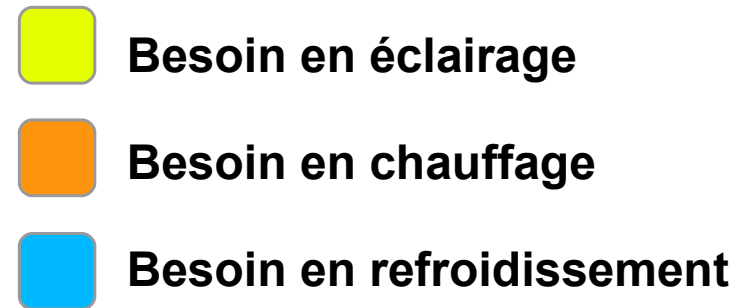 Besoin en éclairage
Besoin en chauffage
Besoin en refroidissement